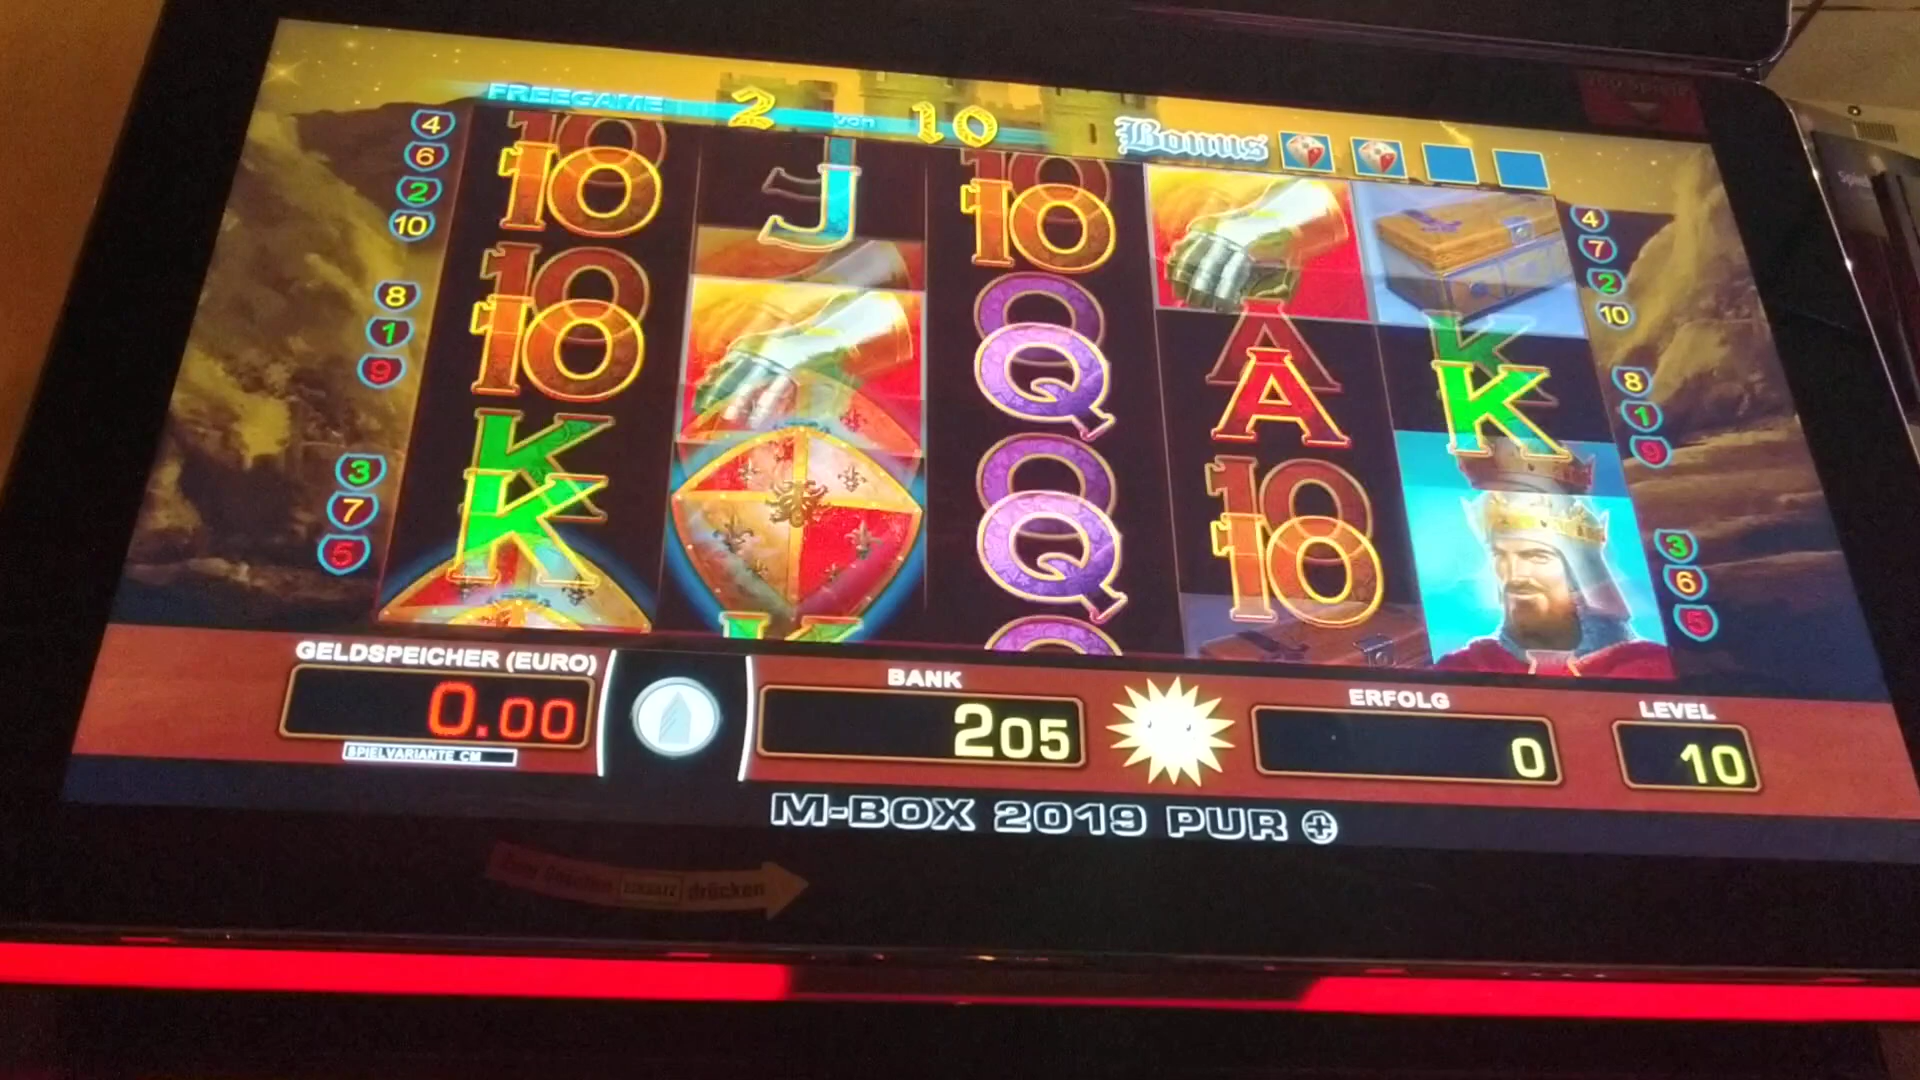 FREEGAME 2 von 10 Bonus
4
6
2
10
8
1
9
3
7
5
10 J 10
10 Q A K
K Q 10
K Q
4
7
2
10
8
1
9
3
6
5
GELDSPEICHER (EURO) BANK ERFOLG LEVEL
0.00 205 0 10
SPIELVARIANTE CM
M-BOX 2019 PUR +
drücken